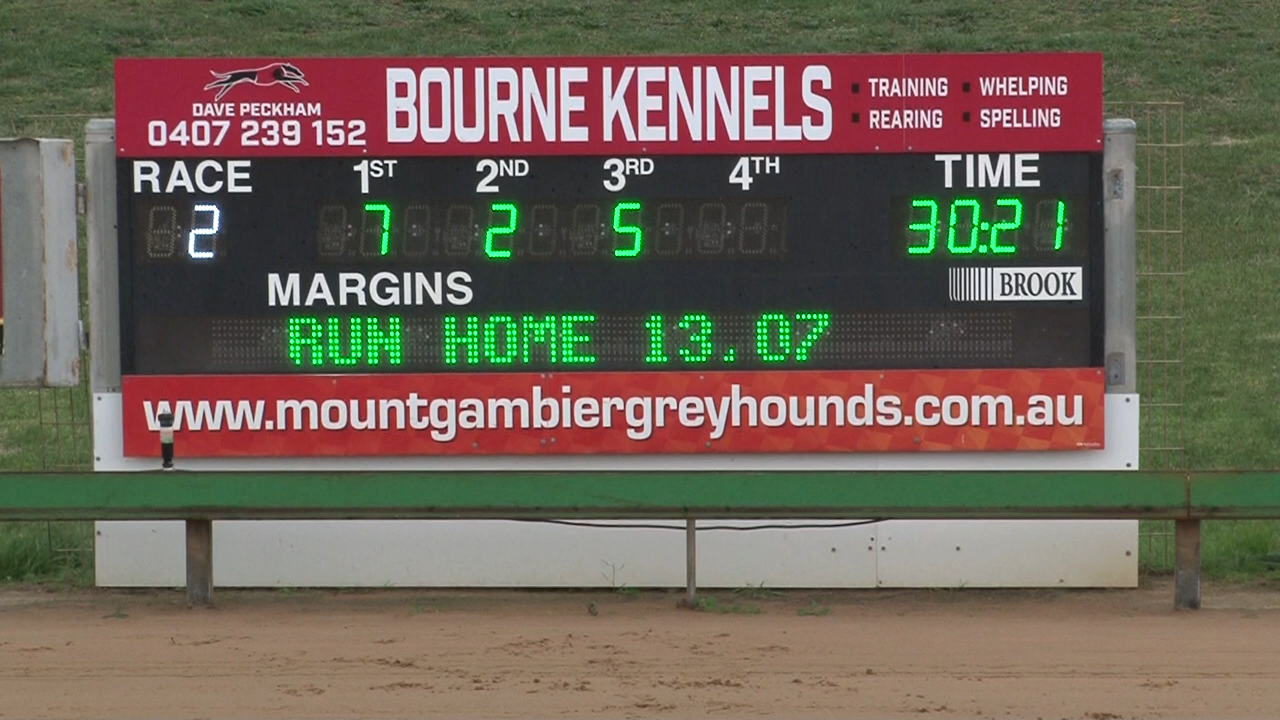 DAVE PECKHAM
0407 239 152
BOURNE KENNELS
TRAINING
WHELPING
REARING
SPELLING
RACE 1ST 2ND 3RD 4TH TIME
2 7 2 5 30:21
MARGINS
BROOK
RUN HOME 13.07
www.mountgambiergreyhounds.com.au